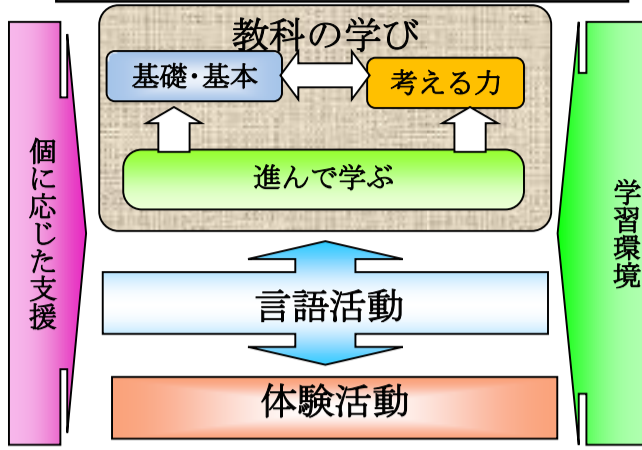 教科の学び
基礎・基本
考える力
進んで学ぶ
個に応じた支援
学習環境
言語活動
体験活動